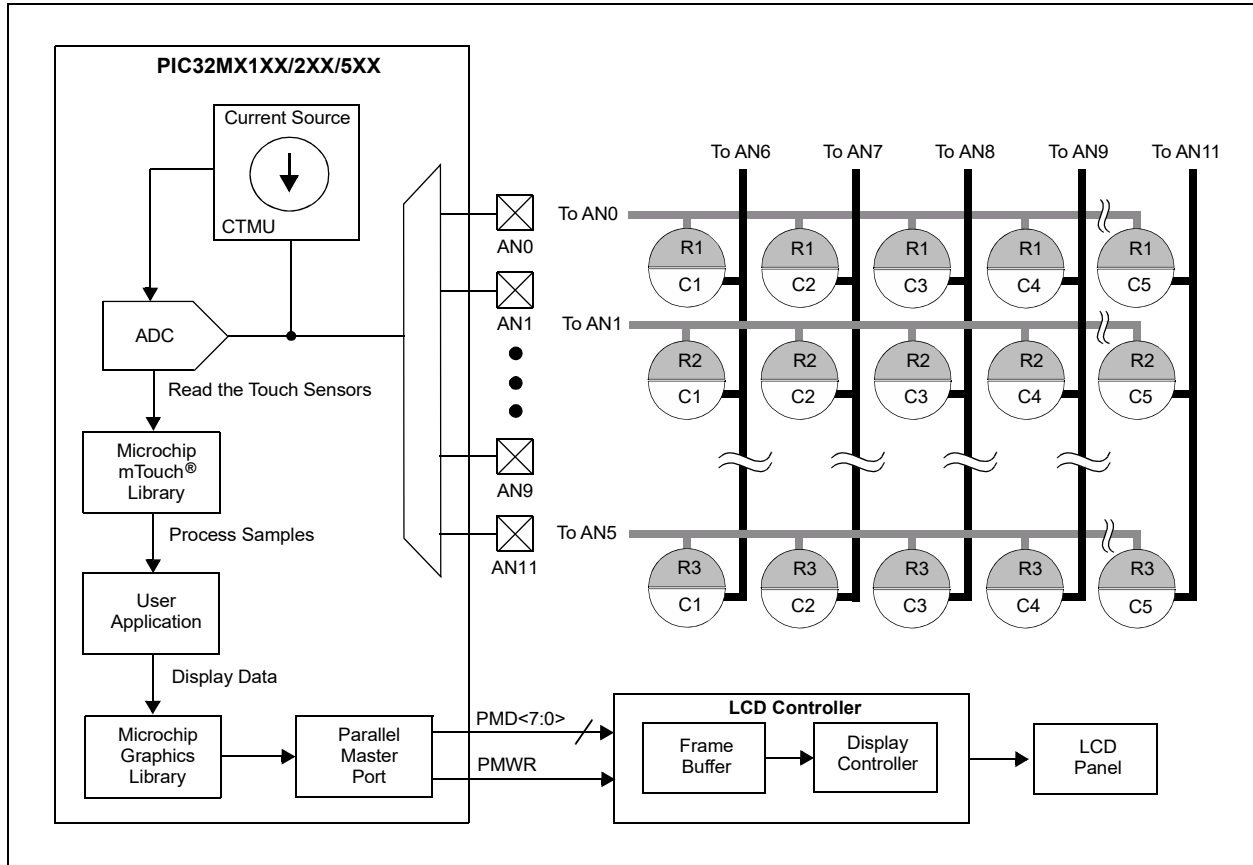 PIC32MX1XX/2XX/5XX
Current Source
CTMU
ADC
Read the Touch Sensors
Microchip
mTouch®
Library
Process Samples
User
Application
Display Data
Microchip
Graphics
Library
Parallel
Master
Port
AN0
AN1
AN9
AN11
To AN6 To AN7 To AN8 To AN9 To AN11
To AN0
R1 R1 R1 R1 R1
C1 C2 C3 C4 C5
To AN1
R2 R2 R2 R2 R2
C1 C2 C3 C4 C5
To AN5
R3 R3 R3 R3 R3
C1 C2 C3 C4 C5
PMD<7:0>
PMWR
LCD Controller
Frame
Buffer
Display
Controller
LCD
Panel